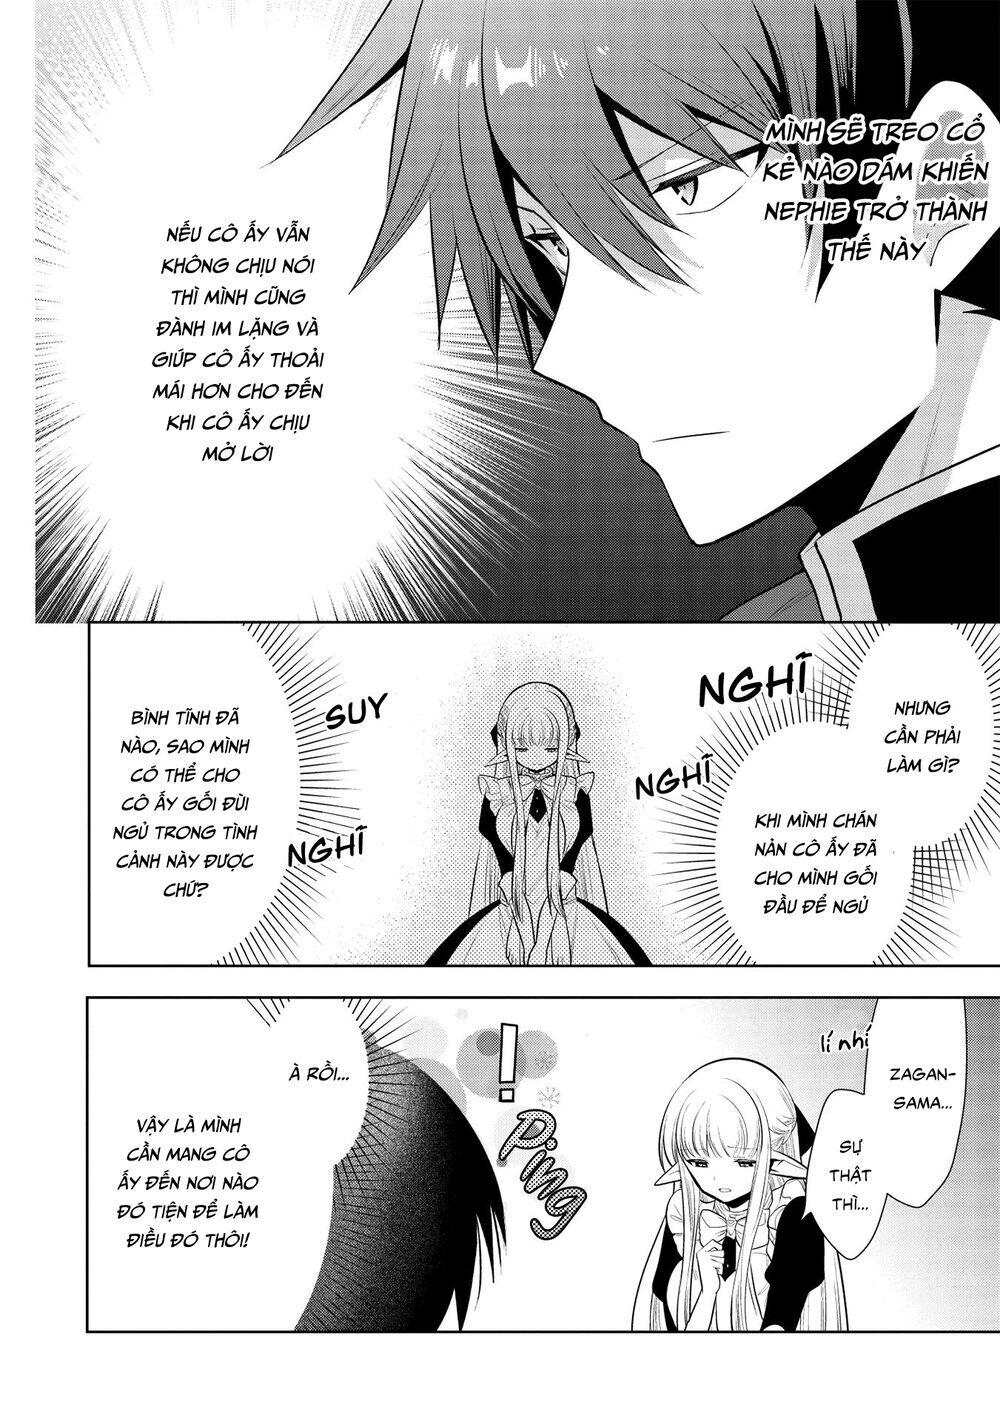 MÌNH SẼ TREO CỔ
KẺ NÀO DÁM KHIẾN
NEPHIE TRỞ THÀNH
THẾ NÀY
NẾU CÔ ẤY VẪN
KHÔNG CHỊU NÓI
THÌ MÌNH CŨNG
ĐÀNH IM LẶNG VÀ
GIÚP CÔ ẤY THOẢI
MÁI HƠN CHO ĐẾN
KHI CÔ ẤY CHỊU
MỞ LỜI
NHƯNG
CẦN PHẢI
LÀM GÌ?
NGHĨ
NGHĨ
KHI MÌNH CHÁN
NẢN CÔ ẤY ĐÃ
CHO MÌNH GỐI
ĐẦU ĐỂ NGỦ
SUY
NGHĨ
BÌNH TĨNH ĐÃ
NÀO, SAO MÌNH
CÓ THỂ CHO
CÔ ẤY GỐI ĐÙI
NGỦ TRONG TÌNH
CẢNH NÀY ĐƯỢC
CHỨ?
lí nhí
ZAGAN-
SAMA...
SỰ
THẬT
THÌ...
!
Ping
À RỒI...
VẬY LÀ MÌNH
CẦN MANG CÔ
ẤY ĐẾN NƠI NÀO
ĐÓ TIỆN ĐỂ LÀM
ĐIỀU ĐÓ THÔI!